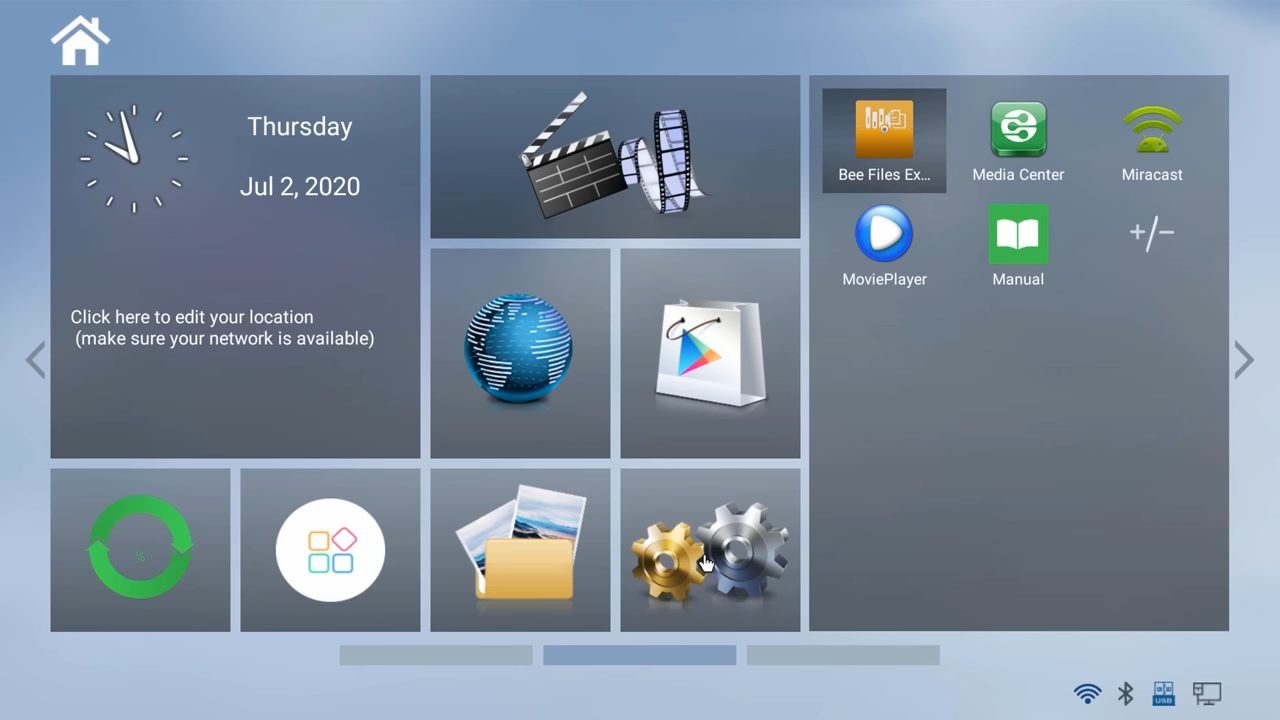 Thursday
Jul 2, 2020
Click here to edit your location
(make sure your network is available)
%
Bee Files Ex...
Media Center
Miracast
MoviePlayer
Manual
+/−
USB